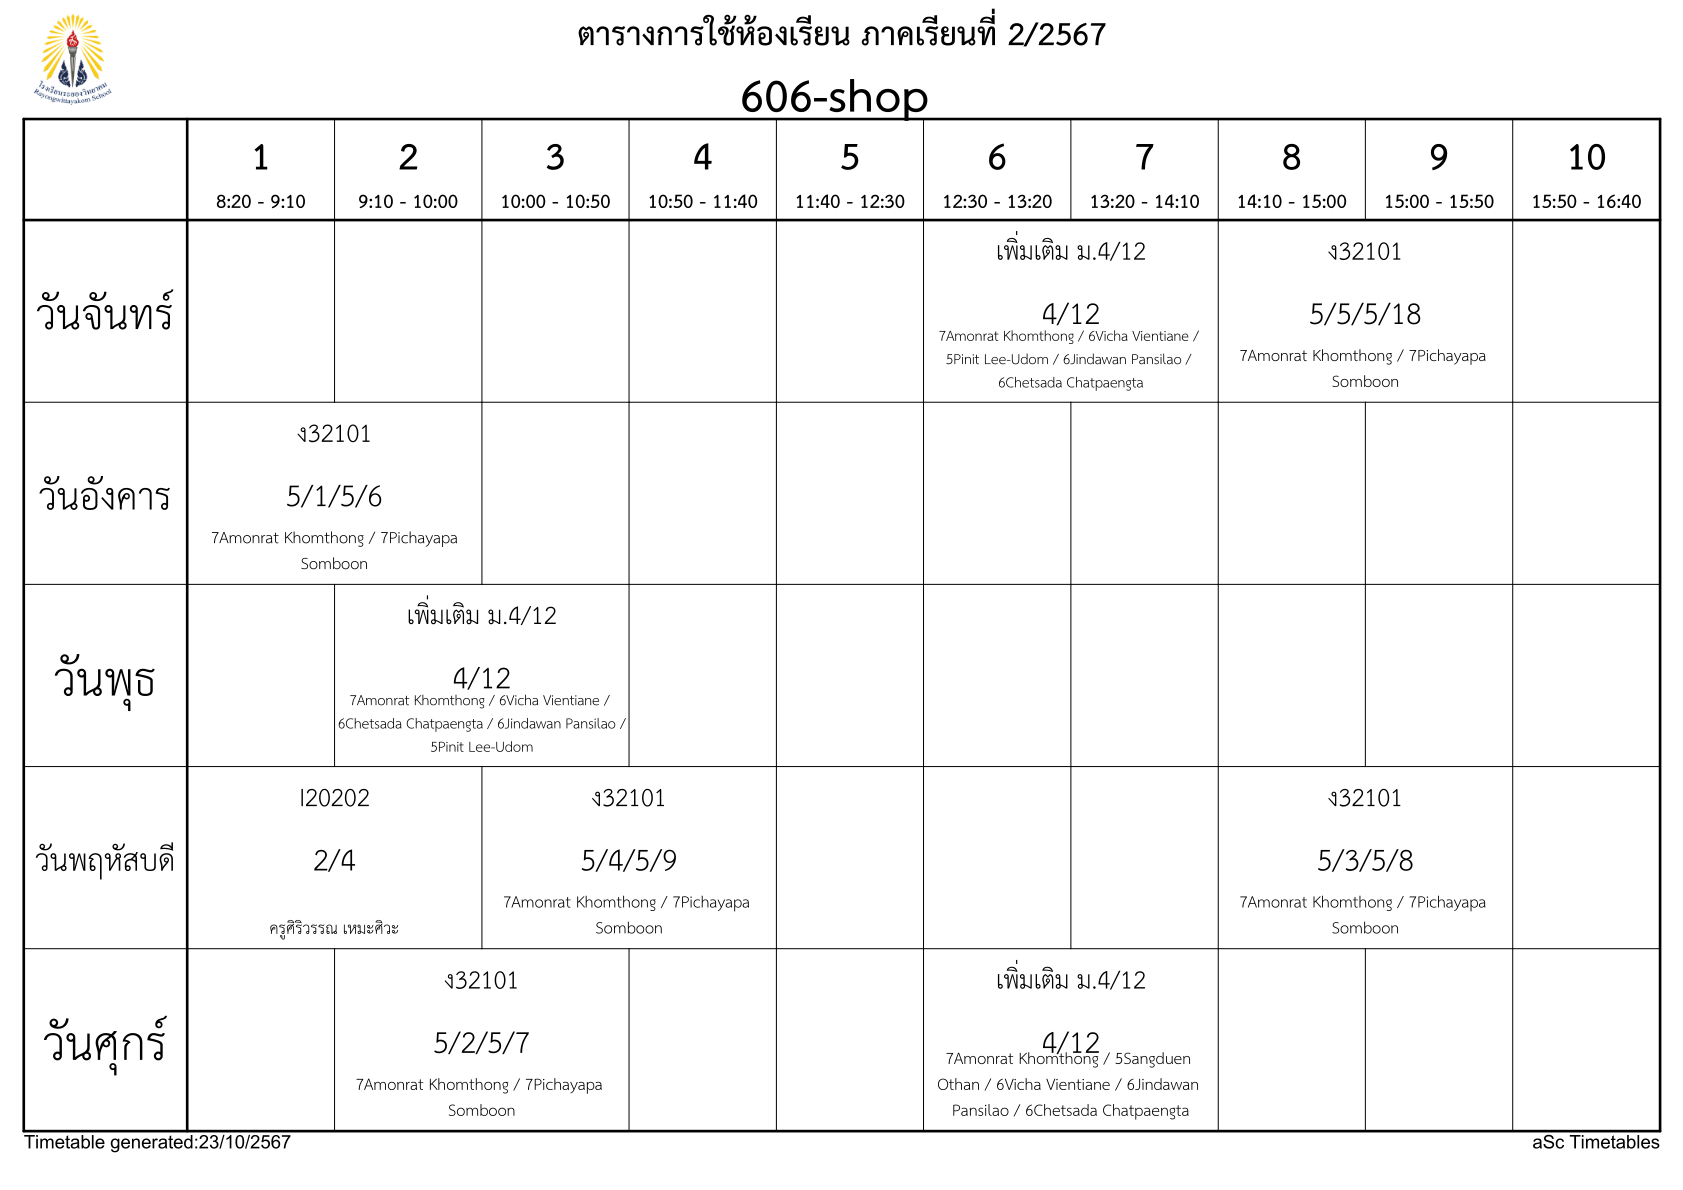 ตารางการใช้ห้องเรียน ภาคเรียนที่ 2/2567
โรงเรียนระยองวิทยาคม
Rayongwittayakom School
606-shop
1 2 3 4 5 6 7 8 9 10
8:20 - 9:10 9:10 - 10:00 10:00 - 10:50 10:50 - 11:40 11:40 - 12:30 12:30 - 13:20 13:20 - 14:10 14:10 - 15:00 15:00 - 15:50 15:50 - 16:40
วันจันทร์
เพิ่มเติม ม.4/12
4/12
7Amonrat Khomthong / 6Vicha Vientiane /
5Pinit Lee-Udom / 6Jindawan Pansilao /
6Chetsada Chatpaengta
ง32101
5/5/5/18
7Amonrat Khomthong / 7Pichayapa
Somboon
วันอังคาร
ง32101
5/1/5/6
7Amonrat Khomthong / 7Pichayapa
Somboon
วันพุธ
เพิ่มเติม ม.4/12
4/12
7Amonrat Khomthong / 6Vicha Vientiane /
6Chetsada Chatpaengta / 6Jindawan Pansilao /
5Pinit Lee-Udom
วันพฤหัสบดี
I20202
2/4
ครูศิริวรรณ เหมะศิวะ
ง32101
5/4/5/9
7Amonrat Khomthong / 7Pichayapa
Somboon
ง32101
5/3/5/8
7Amonrat Khomthong / 7Pichayapa
Somboon
วันศุกร์
ง32101
5/2/5/7
7Amonrat Khomthong / 7Pichayapa
Somboon
เพิ่มเติม ม.4/12
4/12
7Amonrat Khomthong / 5Sangduen
Othan / 6Vicha Vientiane / 6Jindawan
Pansilao / 6Chetsada Chatpaengta
Timetable generated:23/10/2567
aSc Timetables